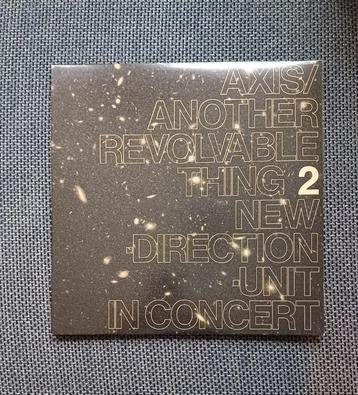 AXIS/
ANOTHER
REVOLVABLE
THING 2
NEW
-DIRECTION
-UNIT
IN CONCERT